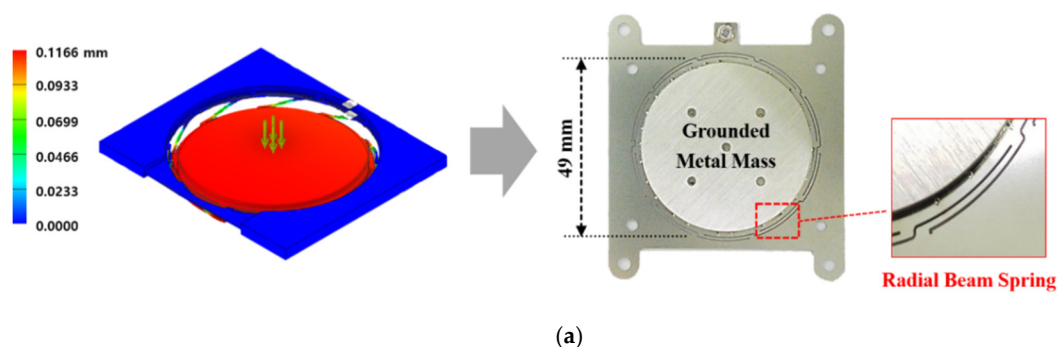 0.1166 mm
0.0933
0.0699
0.0466
0.0233
0.0000
49 mm
Grounded
Metal Mass
Radial Beam Spring
(a)